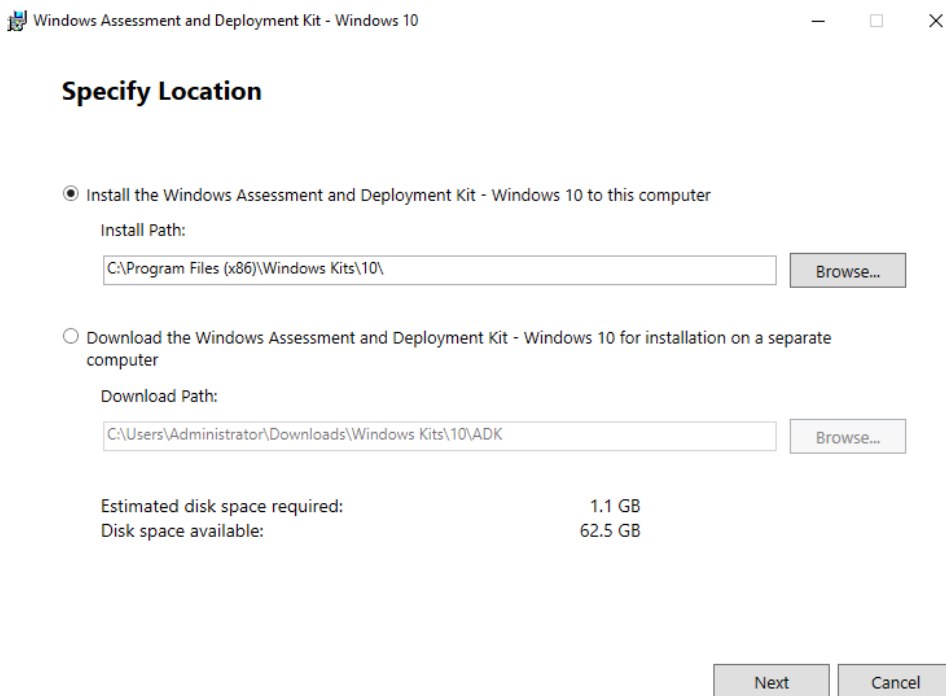 Windows Assessment and Deployment Kit - Windows 10
Specify Location
Install the Windows Assessment and Deployment Kit - Windows 10 to this computer
Install Path:
C:\Program Files (x86)\Windows Kits\10\
Browse...
Download the Windows Assessment and Deployment Kit - Windows 10 for installation on a separate
computer
Download Path:
C:\Users\Administrator\Downloads\Windows Kits\10\ADK
Browse...
Estimated disk space required: 1.1 GB
Disk space available: 62.5 GB
Next Cancel